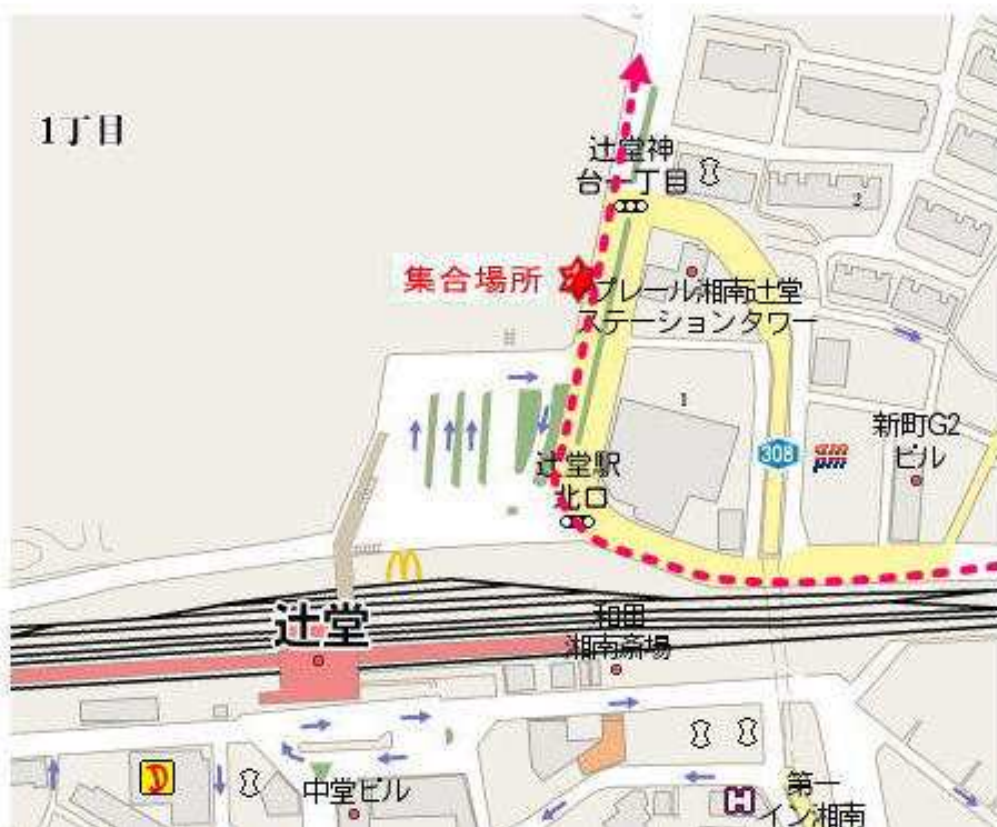 1丁目
辻堂神
台一丁目
2
集合場所
プレール湘南辻堂
ステーションタワー
1
新町G2
ビル
308
am
pm
辻堂駅
北口
辻堂
和田
湘南斎場
中堂ビル
H
第一
イン湘南